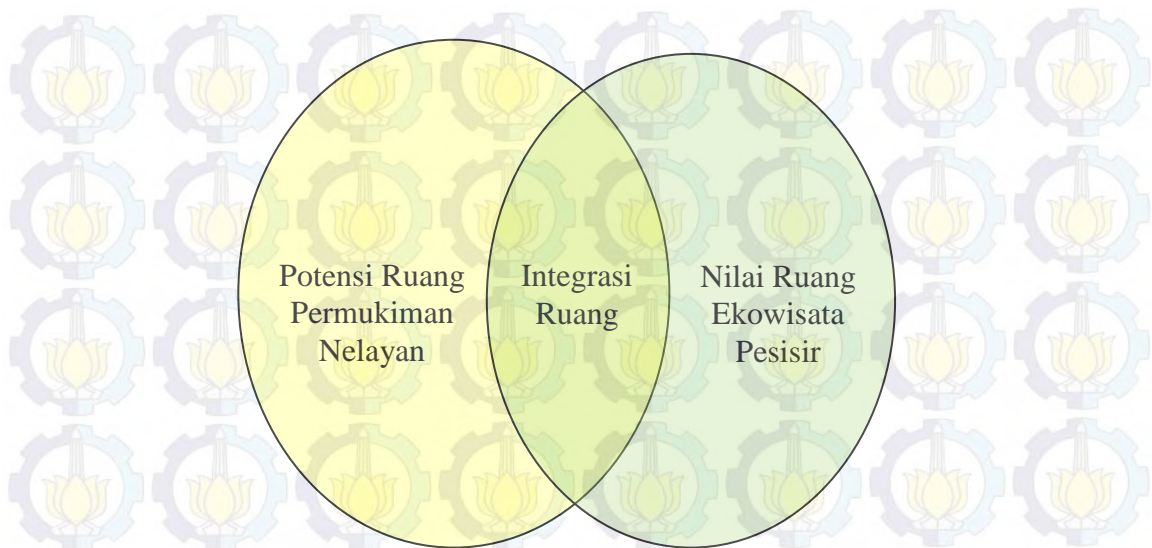 Potensi Ruang
Permukiman
Nelayan
Integrasi
Ruang
Nilai Ruang
Ekowisata
Pesisir